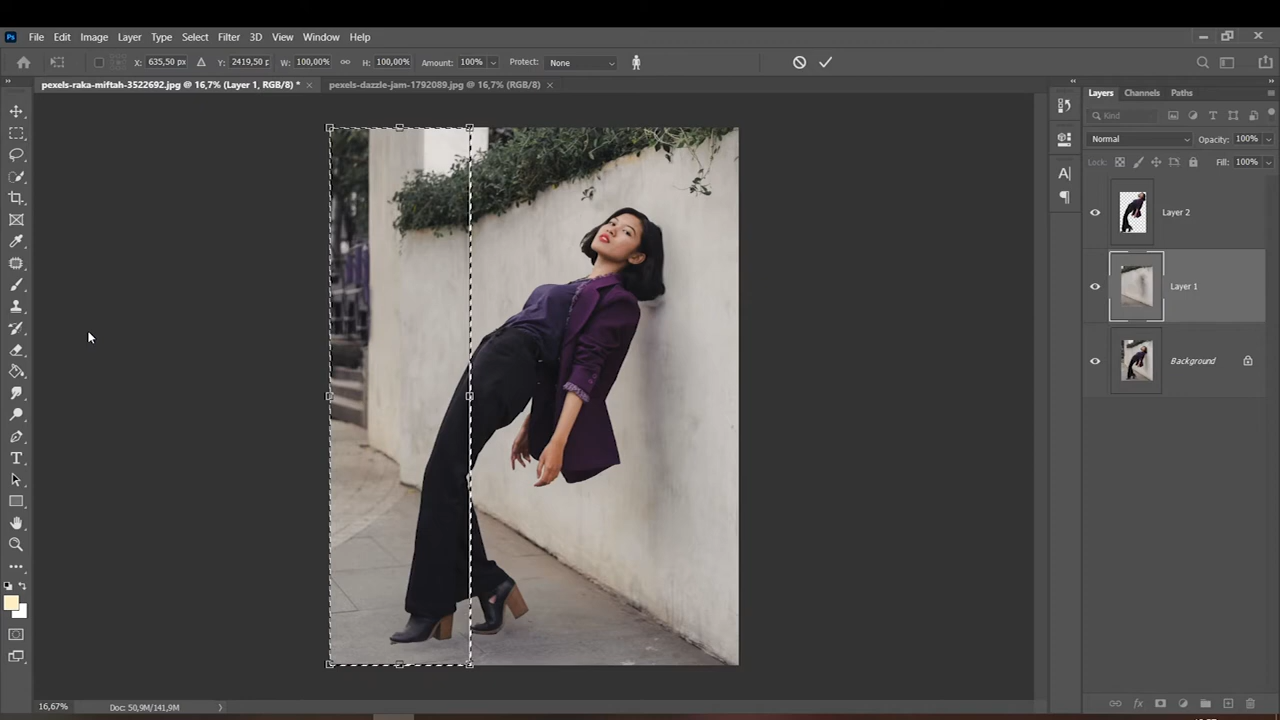 Ps File Edit Image Layer Type Select Filter 3D View Window Help
X: 635,50 px Y: 2419,50 p W: 100,00% H: 100,00% Amount: 100% Protect: None
pexels-raka-miftah-3522692.jpg @ 16,7% (Layer 1, RGB/8) * × pexels-dazzle-jam-1792089.jpg @ 16,7% (RGB/8) ×
Layers Channels Paths
Kind
Normal Opacity: 100%
Lock: Fill: 100%
Layer 2
Layer 1
Background
16,67% Doc: 50,9M/141,9M